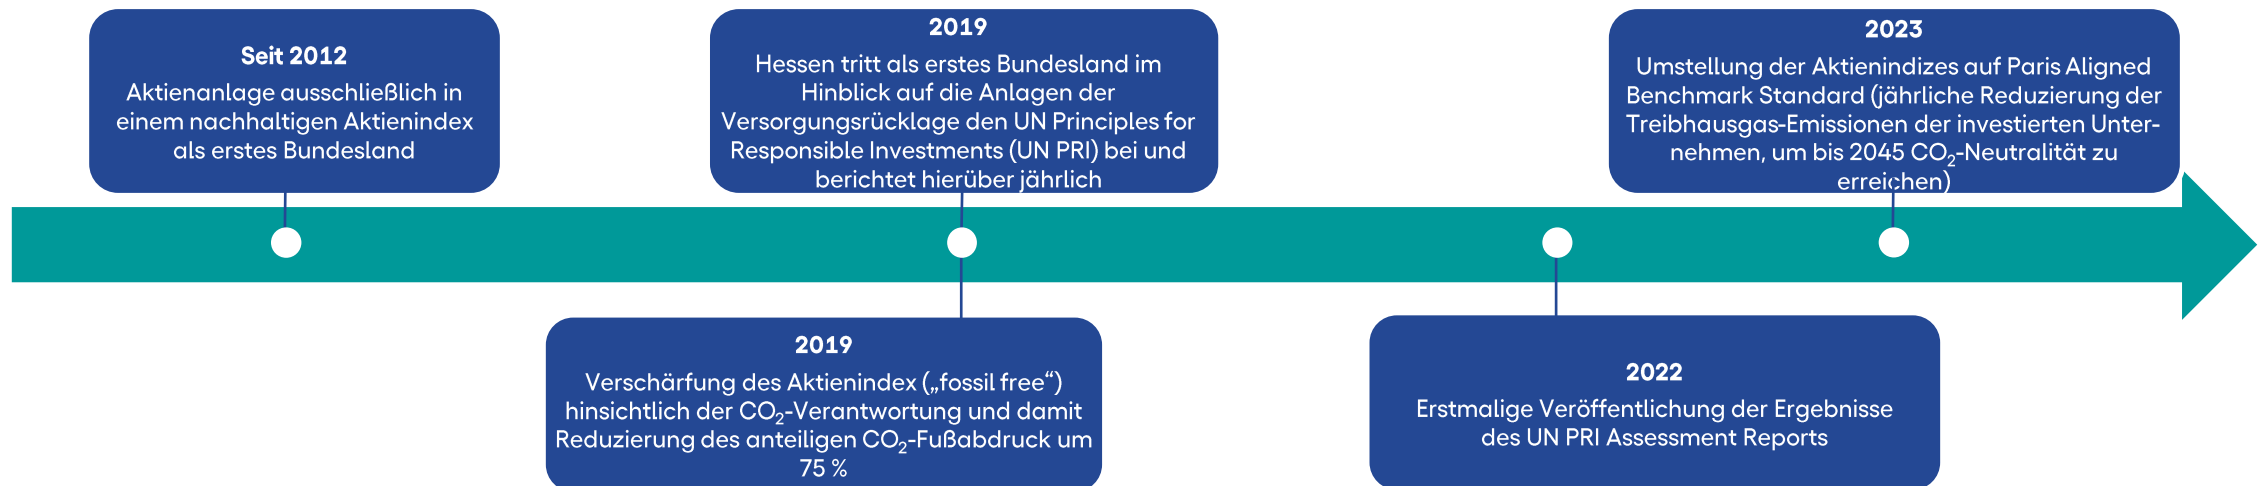 Seit 2012
Aktienanlage ausschließlich in
einem nachhaltigen Aktienindex
als erstes Bundesland
2019
Hessen tritt als erstes Bundesland im
Hinblick auf die Anlagen der
Versorgungsrücklage den UN Principles for
Responsible Investments (UN PRI) bei und
berichtet hierüber jährlich
2023
Umstellung der Aktienindizes auf Paris Aligned
Benchmark Standard (jährliche Reduzierung der
Treibhausgas-Emissionen der investierten Unter-
nehmen, um bis 2045 CO₂-Neutralität zu
erreichen)
2019
Verschärfung des Aktienindex („fossil free“)
hinsichtlich der CO₂-Verantwortung und damit
Reduzierung des anteiligen CO₂-Fußabdruck um
75 %
2022
Erstmalige Veröffentlichung der Ergebnisse
des UN PRI Assessment Reports